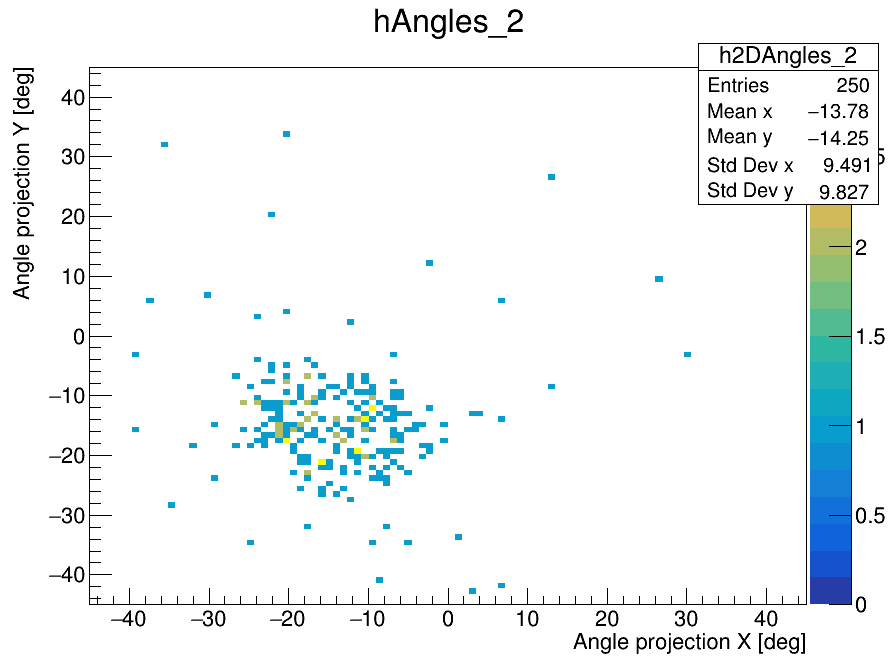 hAngles_2
h2DAngles_2
Entries 250
Mean x −13.78
Mean y −14.25
Std Dev x 9.491
Std Dev y 9.827
Angle projection Y [deg]
40
30
20
10
0
−10
−20
−30
−40
−40 −30 −20 −10 0 10 20 30 40
Angle projection X [deg]
5
2
1.5
1
0.5
0